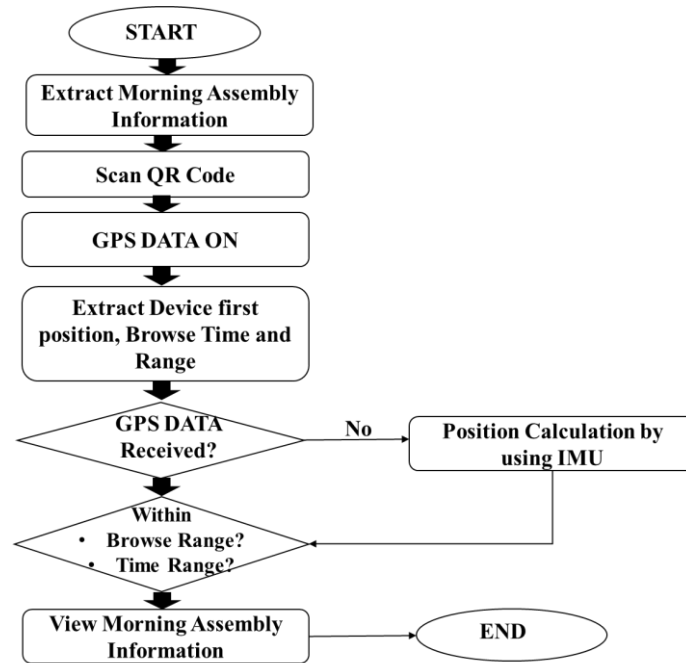 START
Extract Morning Assembly
Information
Scan QR Code
GPS DATA ON
Extract Device first
position, Browse Time and
Range
GPS DATA
Received?
No
Position Calculation by
using IMU
Within
• Browse Range?
• Time Range?
View Morning Assembly
Information
END